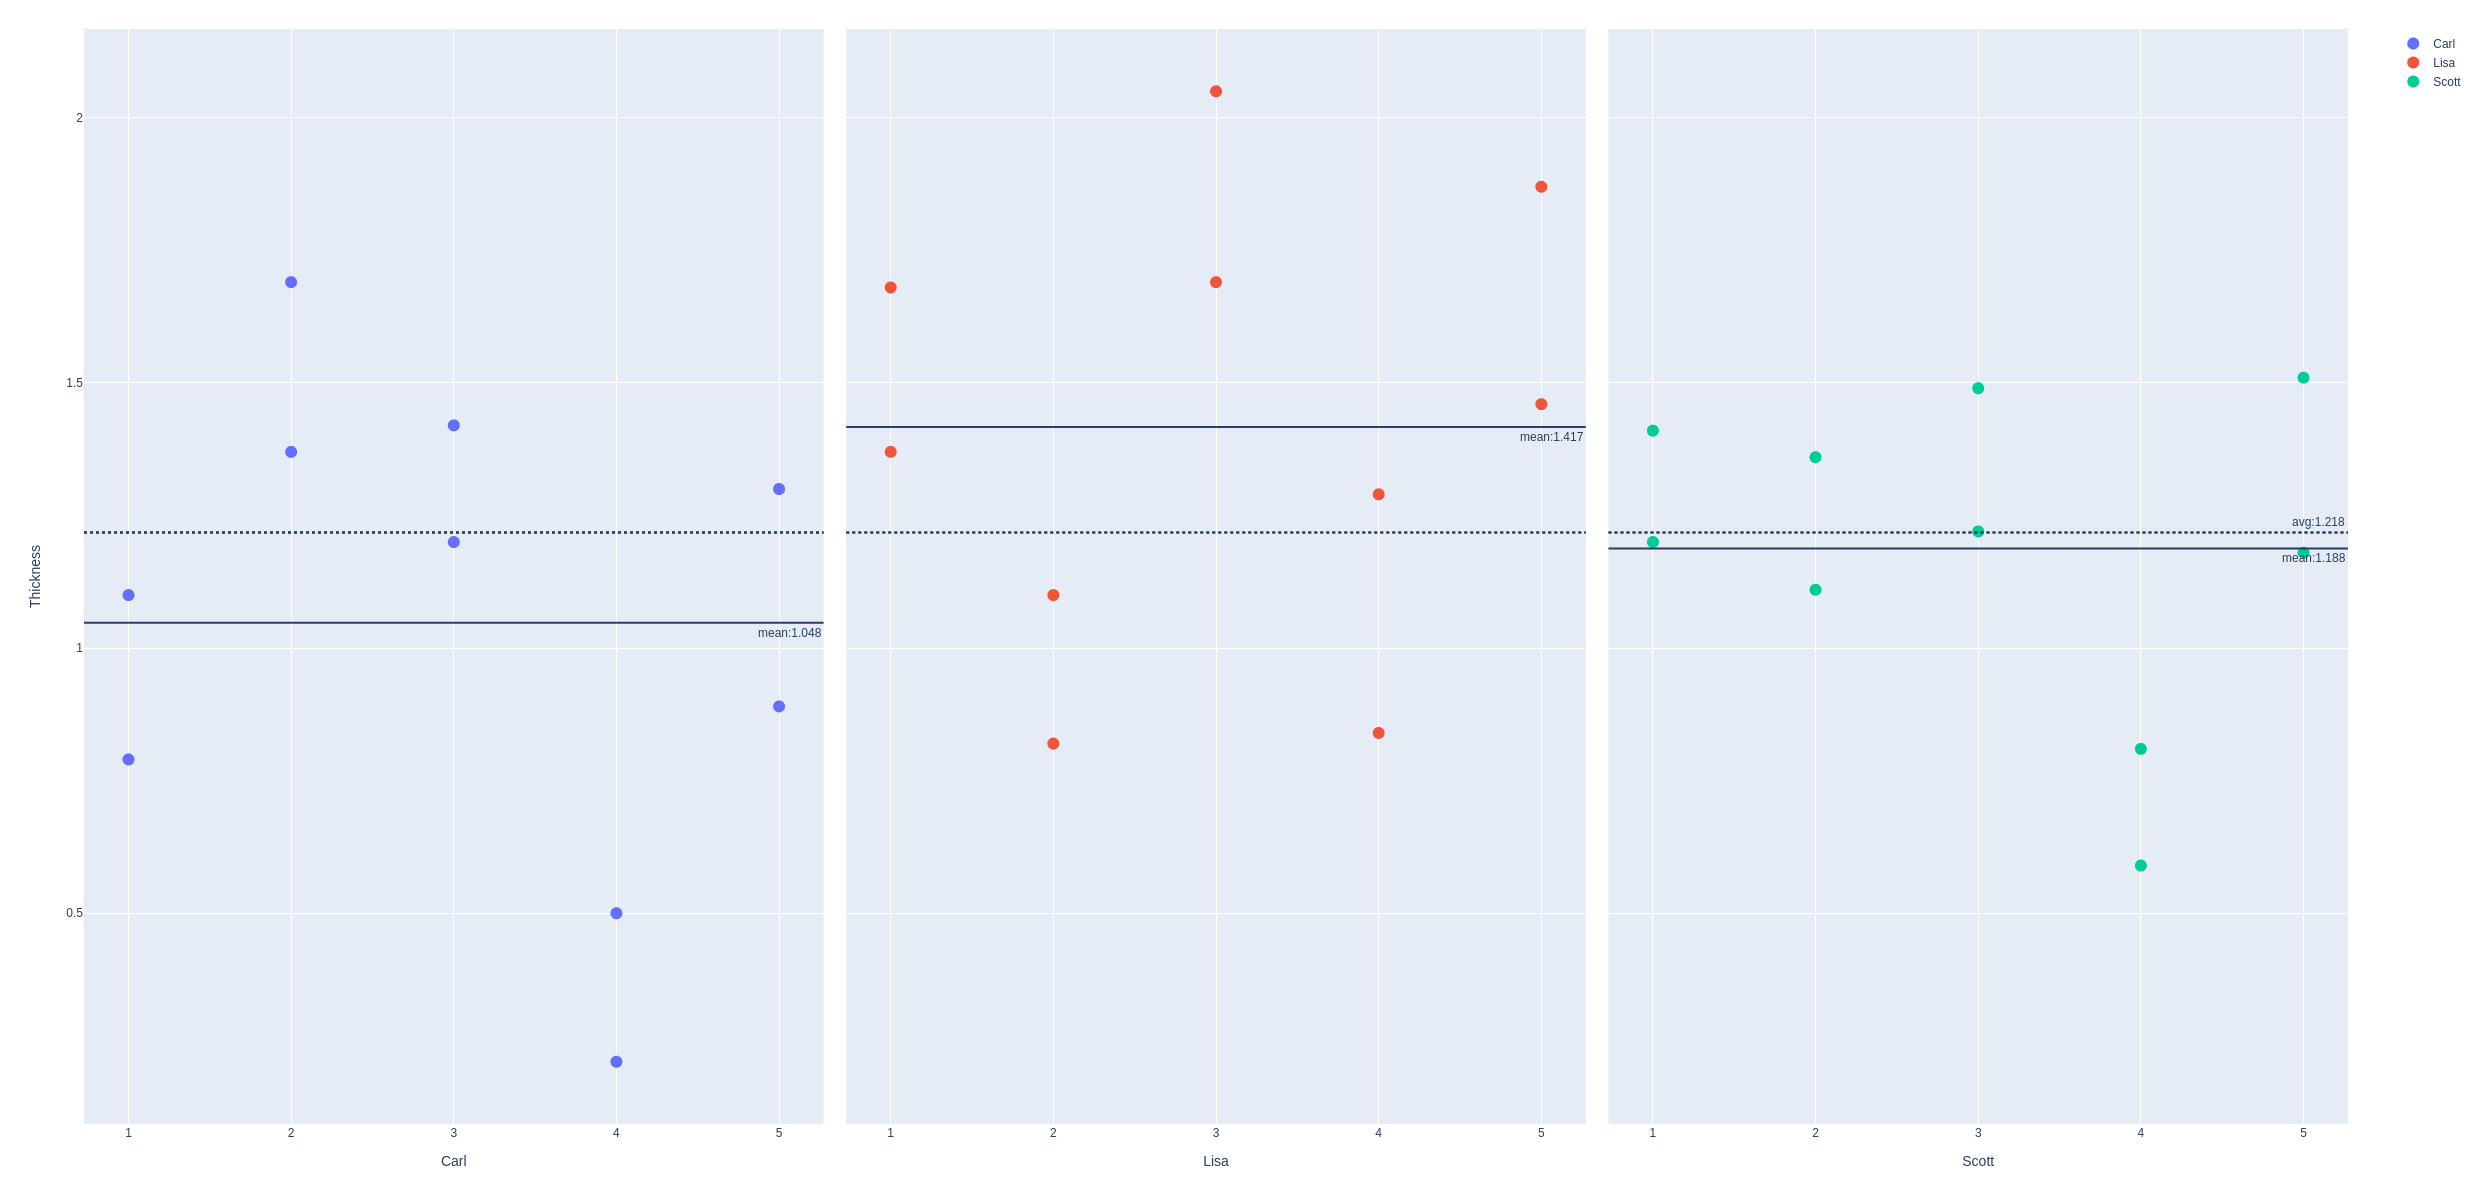 Thickness
2
1.5
1
0.5
mean:1.048
1 2 3 4 5
Carl
mean:1.417
1 2 3 4 5
Lisa
avg:1.218
mean:1.188
1 2 3 4 5
Scott
Carl
Lisa
Scott